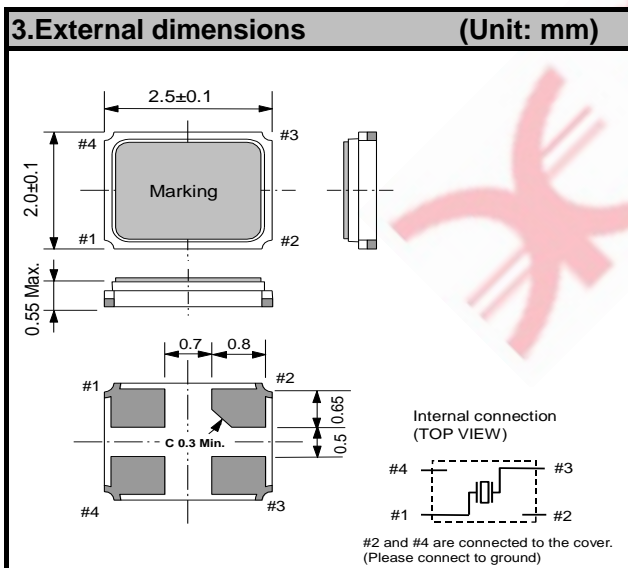 3.External dimensions (Unit: mm)
2.5±0.1
#4 #3
2.0±0.1
Marking
#1 #2
0.55 Max.
0.7 0.8
#1 #2
0.65
C 0.3 Min.
0.5
#4 #3
Internal connection
(TOP VIEW)
#4 #3
#1 #2
#2 and #4 are connected to the cover.
(Please connect to ground)